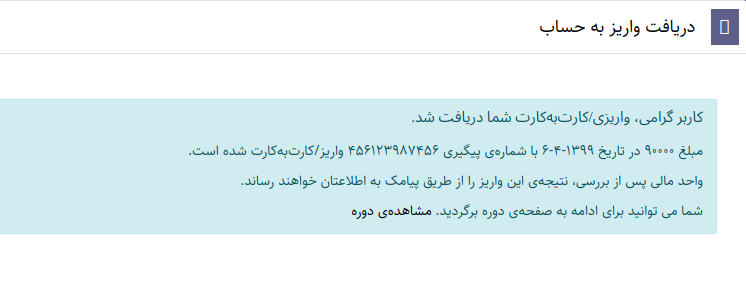 دریافت واریز به حساب
کاربر گرامی، واریزی/کارت‌به‌کارت شما دریافت شد.
مبلغ ۹۰۰۰۰ در تاریخ ۱۳۹۹-۴-۶ با شماره‌ی پیگیری ۴۵۶۱۲۳۹۸۷۴۵۶ واریز/کارت‌به‌کارت شده است.
واحد مالی پس از بررسی، نتیجه‌ی این واریز را از طریق پیامک به اطلاعتان خواهند رساند.
شما می توانید برای ادامه به صفحه‌ی دوره برگردید. مشاهده‌ی دوره